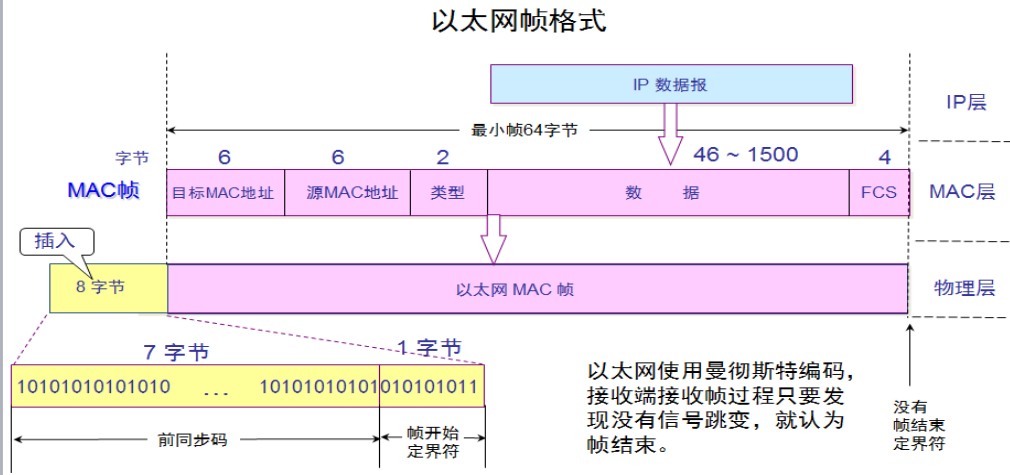 以太网帧格式
IP 数据报
IP层
最小帧64字节
字节
6
6
2
46 ~ 1500
4
MAC帧
目标MAC地址
源MAC地址
类型
数 据
FCS
MAC层
插入
8 字节
以太网 MAC 帧
物理层
7 字节
1 字节
10101010101010 ... 10101010101010101011
前同步码
帧开始
定界符
以太网使用曼彻斯特编码，
接收端接收帧过程只要发
现没有信号跳变，就认为
帧结束。
没有
帧结束
定界符